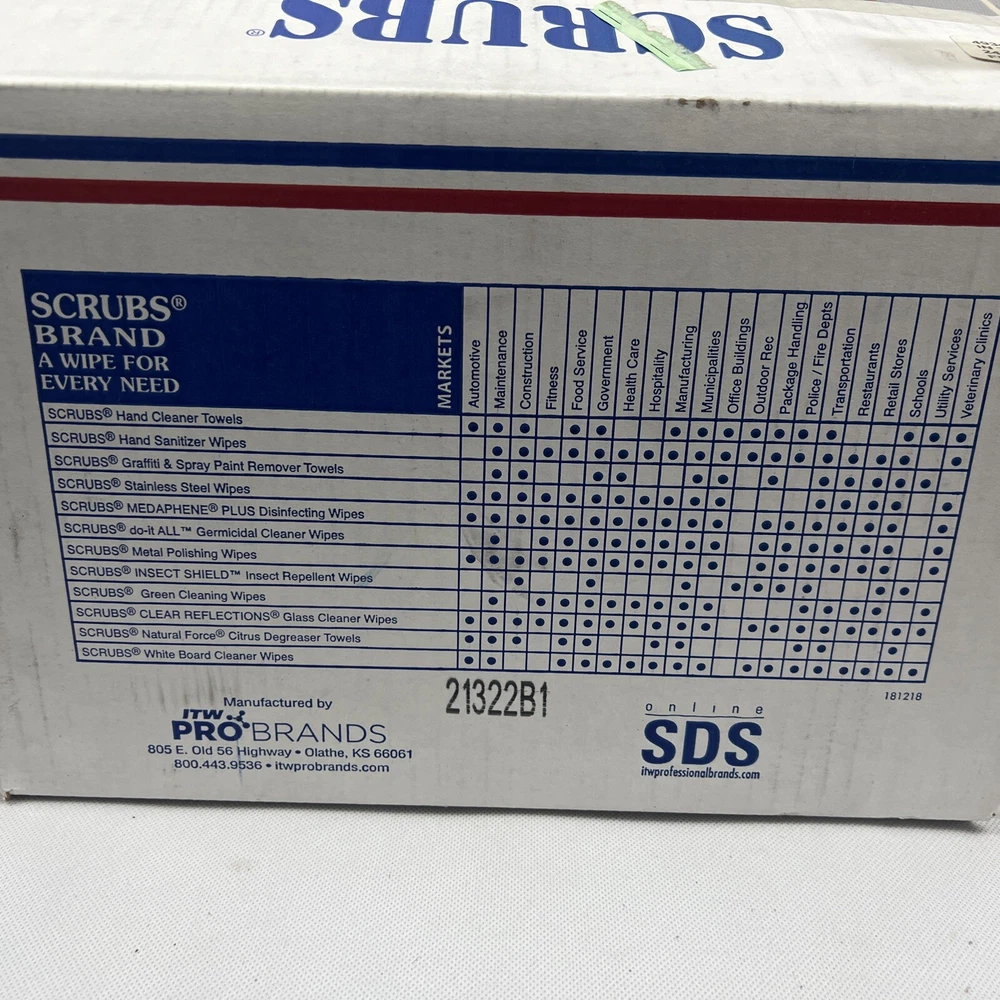 SCRUBS®
SCRUBS®
BRAND
A WIPE FOR
EVERY NEED
MARKETS
Automotive
Maintenance
Construction
Fitness
Food Service
Government
Health Care
Hospitality
Manufacturing
Municipalities
Office Buildings
Outdoor Rec
Package Handling
Police / Fire Depts
Transportation
Restaurants
Retail Stores
Schools
Utility Services
Veterinary Clinics
SCRUBS® Hand Cleaner Towels
SCRUBS® Hand Sanitizer Wipes
SCRUBS® Graffiti & Spray Paint Remover Towels
SCRUBS® Stainless Steel Wipes
SCRUBS® MEDAPHENE® PLUS Disinfecting Wipes
SCRUBS® do-it ALL™ Germicidal Cleaner Wipes
SCRUBS® Metal Polishing Wipes
SCRUBS® INSECT SHIELD™ Insect Repellent Wipes
SCRUBS® Green Cleaning Wipes
SCRUBS® CLEAR REFLECTIONS® Glass Cleaner Wipes
SCRUBS® Natural Force® Citrus Degreaser Towels
SCRUBS® White Board Cleaner Wipes
181218
21322B1
Manufactured by
ITW
PRO BRANDS
805 E. Old 56 Highway • Olathe, KS 66061
800.443.9536 • itwprobrands.com
online
SDS
itwprofessionalbrands.com